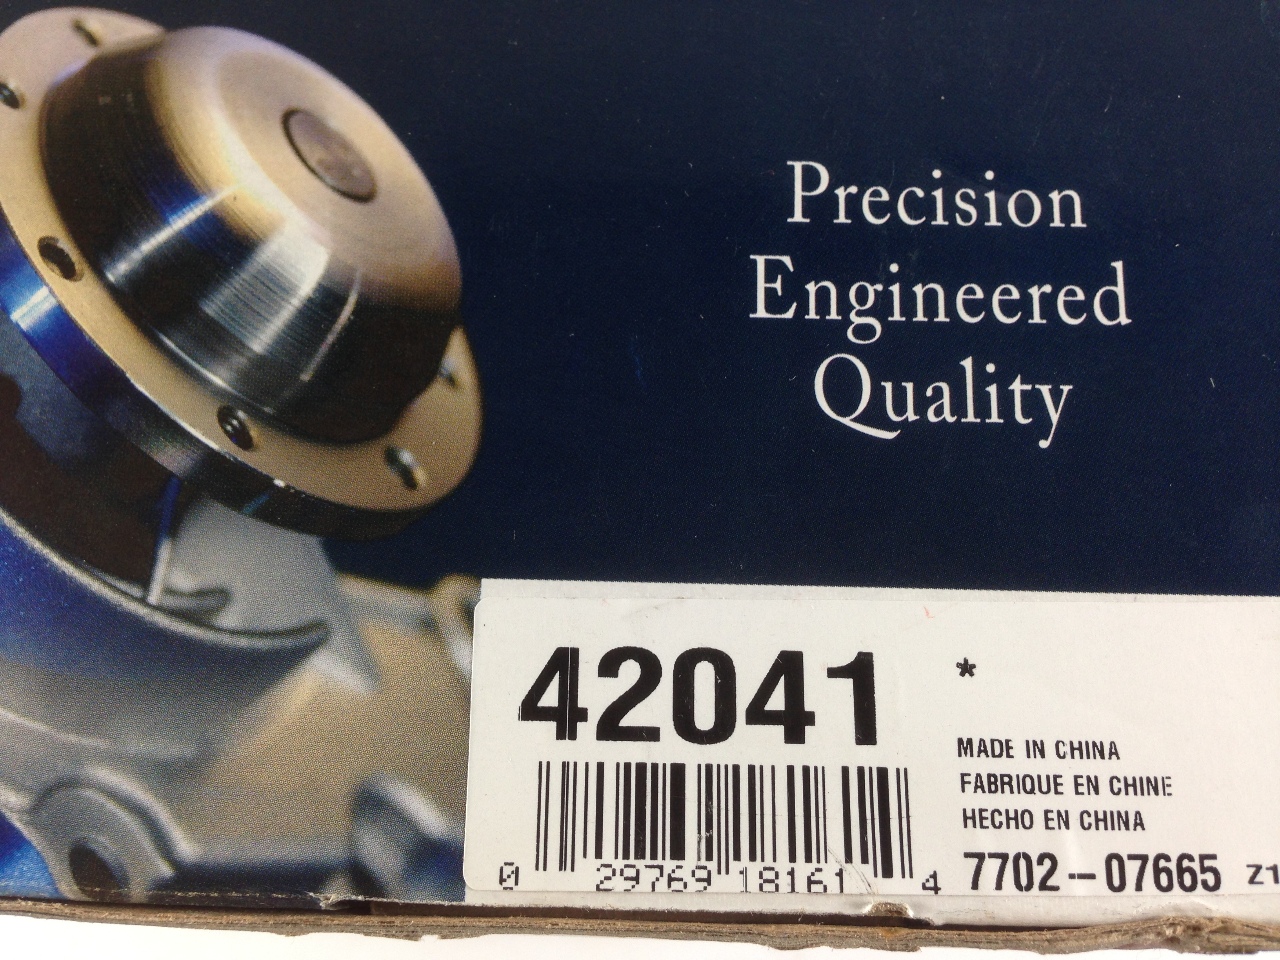 Precision
Engineered
Quality
42041 *
MADE IN CHINA
FABRIQUE EN CHINE
HECHO EN CHINA
0 29769 18161 4
7702-07665 Z1